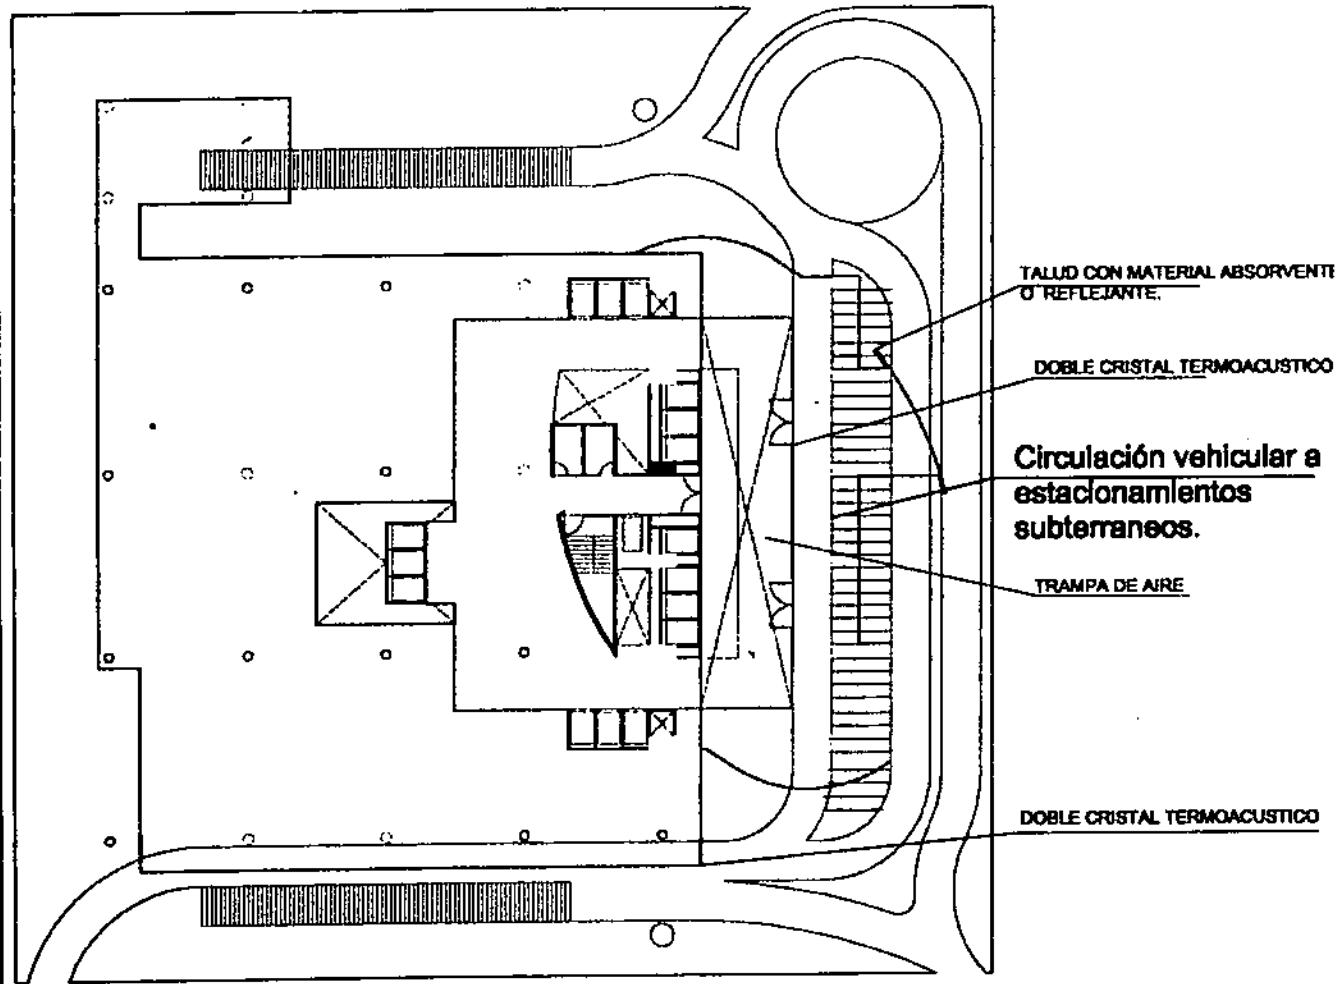 TALUD CON MATERIAL ABSORVENTE
O REFLEJANTE.
DOBLE CRISTAL TERMOACUSTICO
Circulación vehicular a
estacionamientos
subterraneos.
TRAMPA DE AIRE
DOBLE CRISTAL TERMOACUSTICO